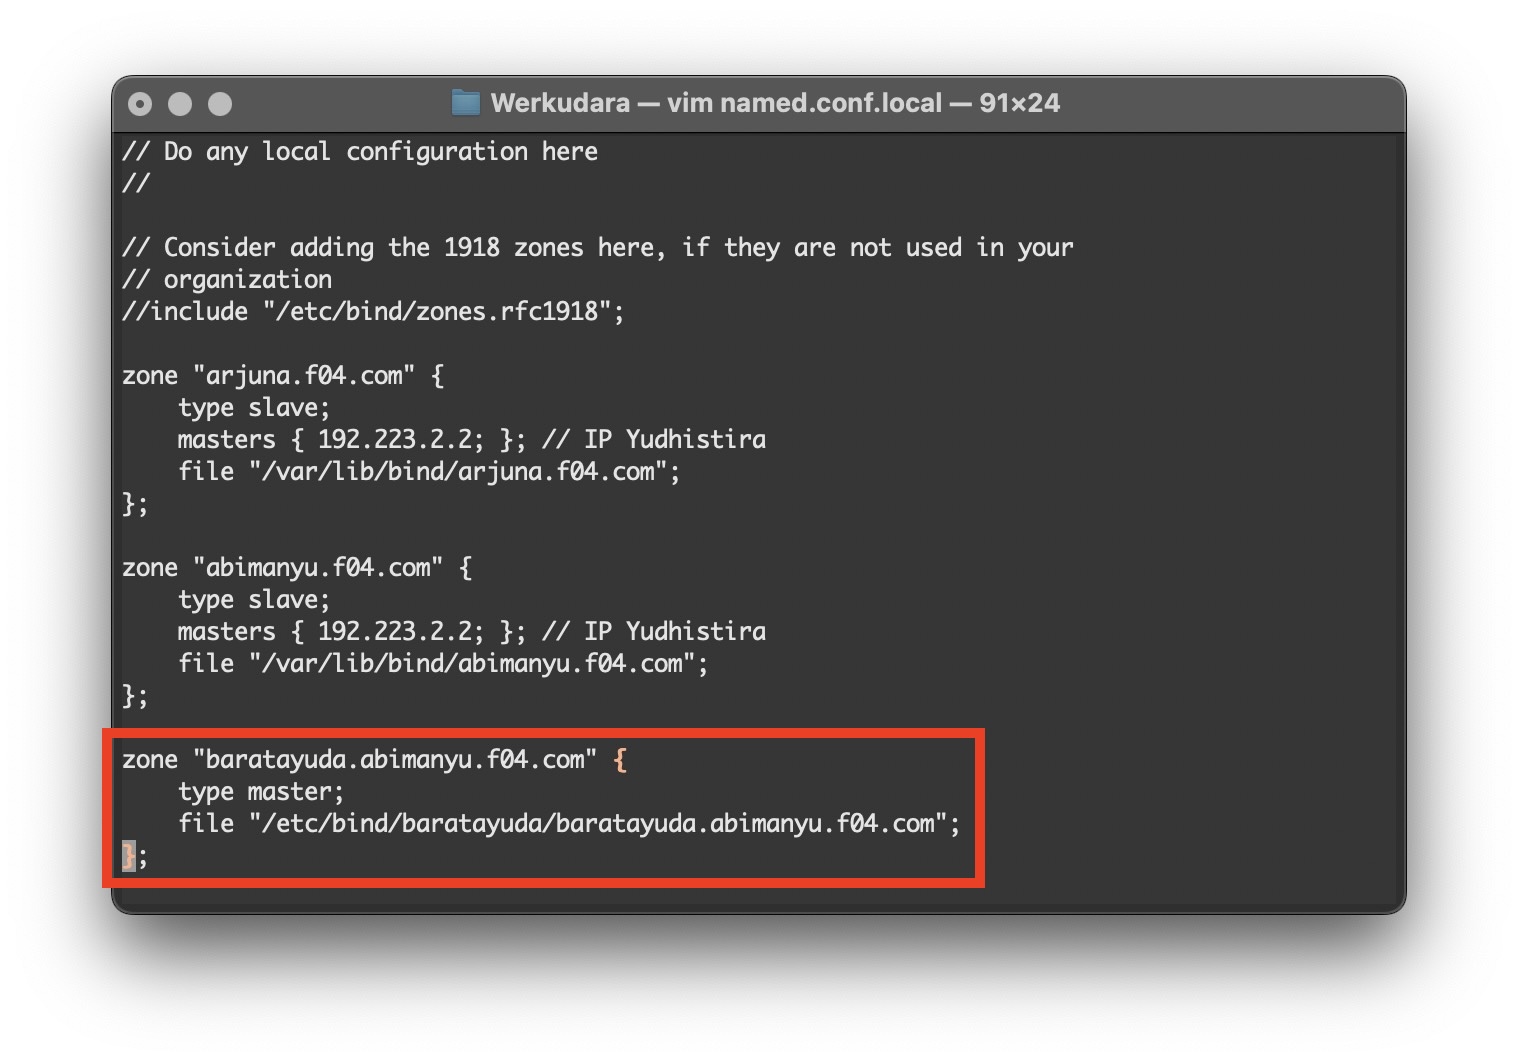 Werkudara — vim named.conf.local — 91×24
// Do any local configuration here
//
// Consider adding the 1918 zones here, if they are not used in your
// organization
//include "/etc/bind/zones.rfc1918";
zone "arjuna.f04.com" {
    type slave;
    masters { 192.223.2.2; }; // IP Yudhistira
    file "/var/lib/bind/arjuna.f04.com";
};
zone "abimanyu.f04.com" {
    type slave;
    masters { 192.223.2.2; }; // IP Yudhistira
    file "/var/lib/bind/abimanyu.f04.com";
};
zone "baratayuda.abimanyu.f04.com" {
    type master;
    file "/etc/bind/baratayuda/baratayuda.abimanyu.f04.com";
};